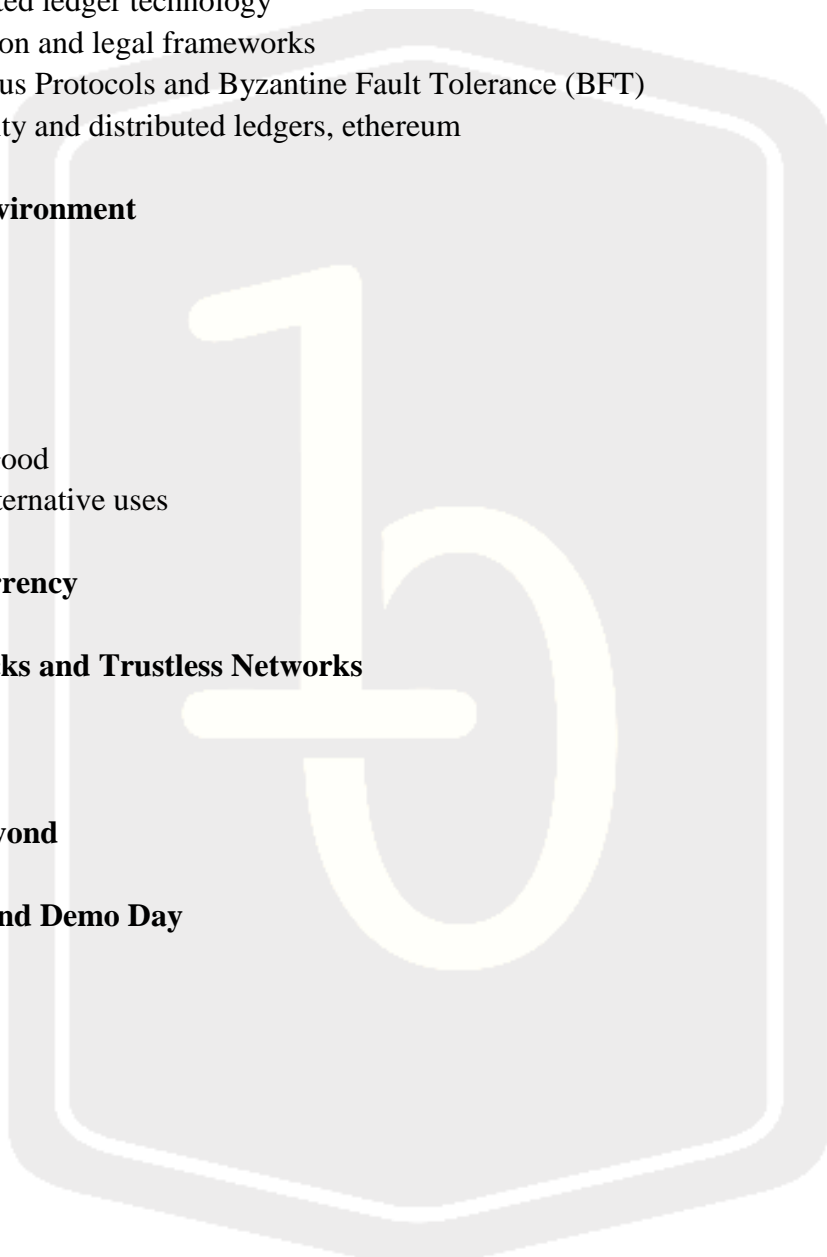 ted ledger technology
on and legal frameworks
us Protocols and Byzantine Fault Tolerance (BFT)
ity and distributed ledgers, ethereum
vironment
ood
ternative uses
rrency
ks and Trustless Networks
yond
nd Demo Day